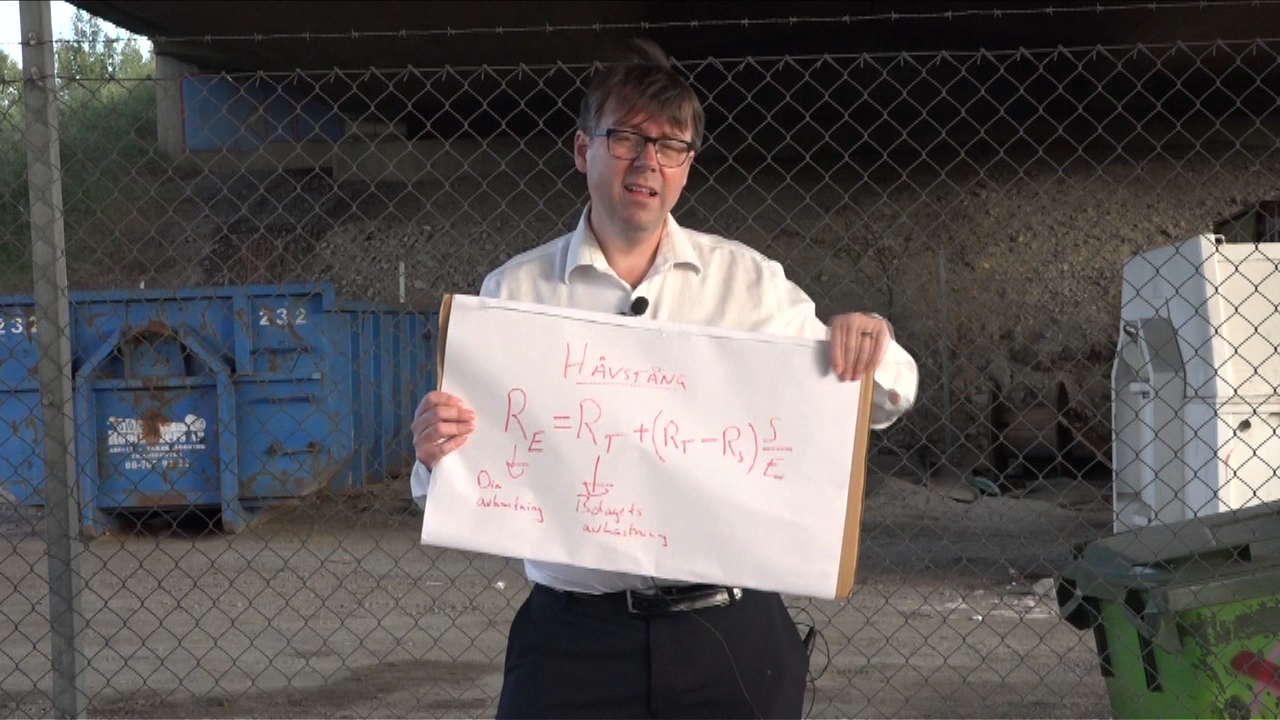 232
232
HÄVSTÅNG
R_E = R_T + (R_T - R_S) S/E
Din
avkastning
Bolagets
avkastning